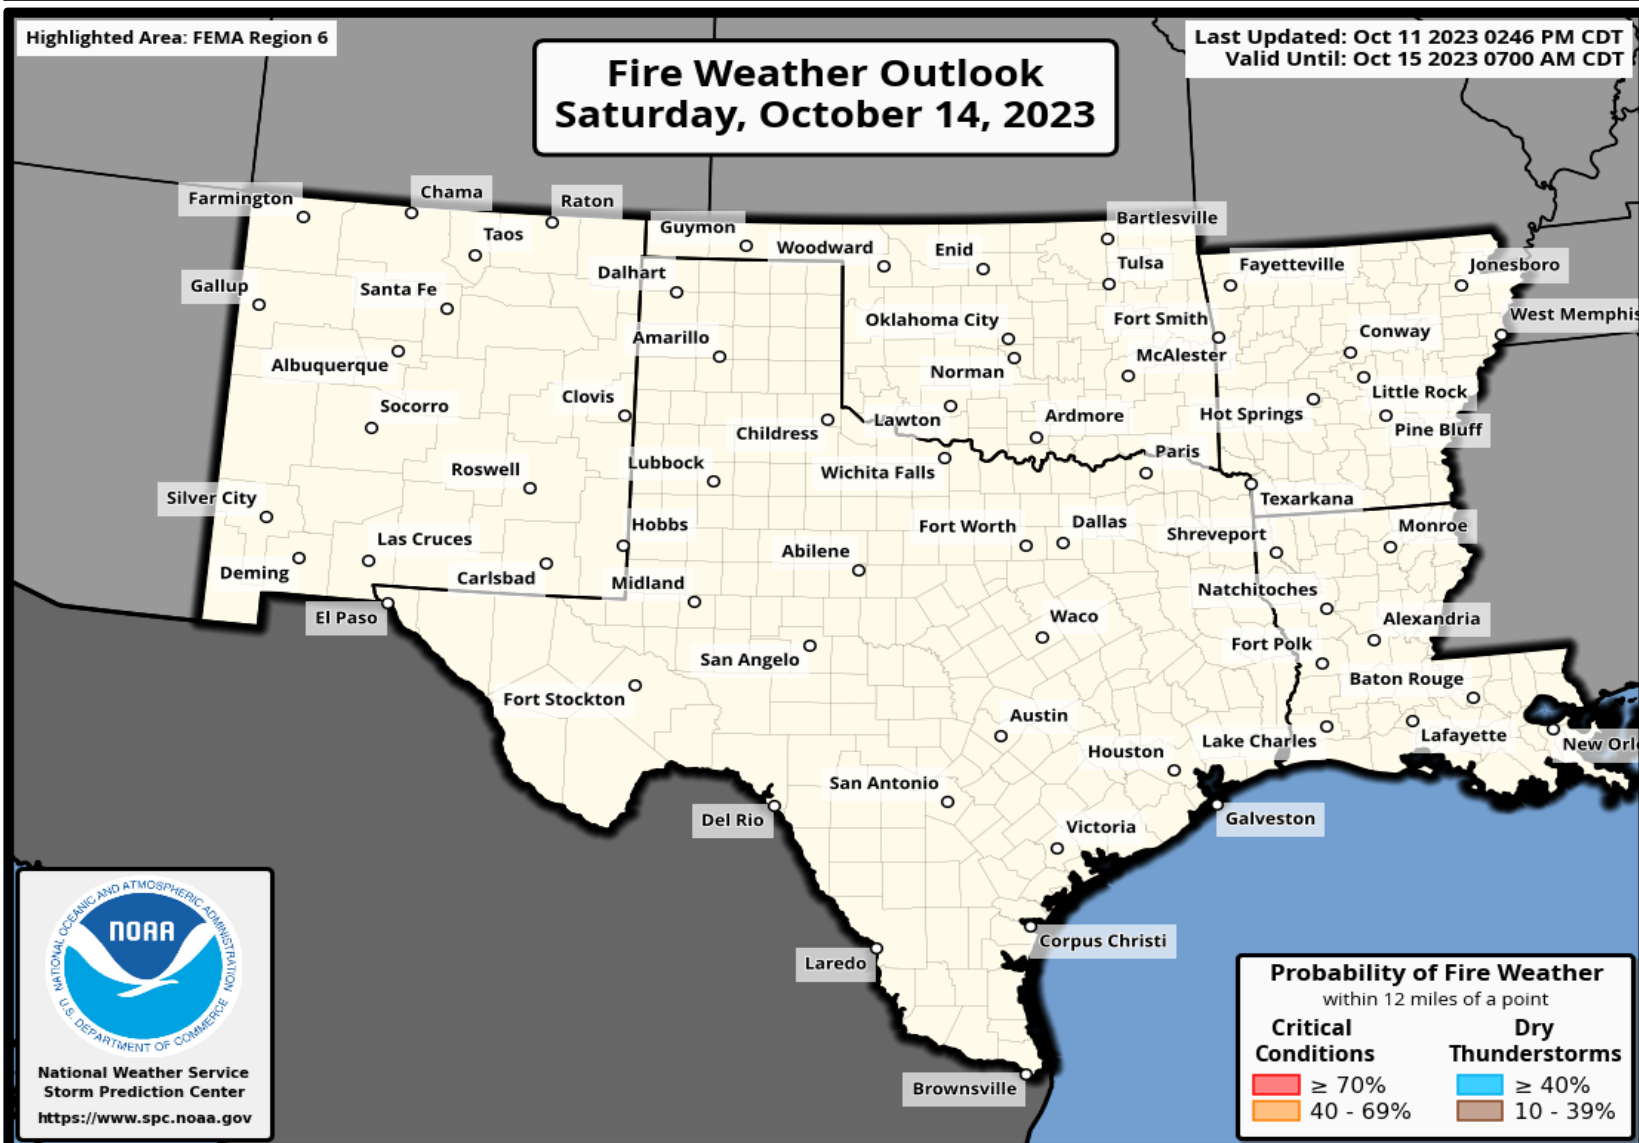 Highlighted Area: FEMA Region 6
Last Updated: Oct 11 2023 0246 PM CDT
Valid Until: Oct 15 2023 0700 AM CDT
Fire Weather Outlook
Saturday, October 14, 2023
Farmington
Chama
Raton
Taos
Guymon
Woodward
Enid
Bartlesville
Tulsa
Fayetteville
Jonesboro
Gallup
Santa Fe
Dalhart
Oklahoma City
Fort Smith
West Memphis
Albuquerque
Amarillo
Norman
McAlester
Conway
Little Rock
Socorro
Clovis
Childress
Lawton
Ardmore
Hot Springs
Pine Bluff
Roswell
Lubbock
Wichita Falls
Paris
Texarkana
Silver City
Las Cruces
Hobbs
Abilene
Fort Worth
Dallas
Shreveport
Monroe
Deming
Carlsbad
Midland
Natchitoches
El Paso
San Angelo
Waco
Alexandria
Fort Polk
Fort Stockton
Austin
Baton Rouge
Houston
Lake Charles
Lafayette
New Orl
San Antonio
Del Rio
Victoria
Galveston
Corpus Christi
Laredo
Brownsville
NATIONAL OCEANIC AND ATMOSPHERIC ADMINISTRATION
NOAA
U.S. DEPARTMENT OF COMMERCE
National Weather Service
Storm Prediction Center
https://www.spc.noaa.gov
Probability of Fire Weather
within 12 miles of a point
Critical Conditions
≥ 70%
40 - 69%
Dry Thunderstorms
≥ 40%
10 - 39%